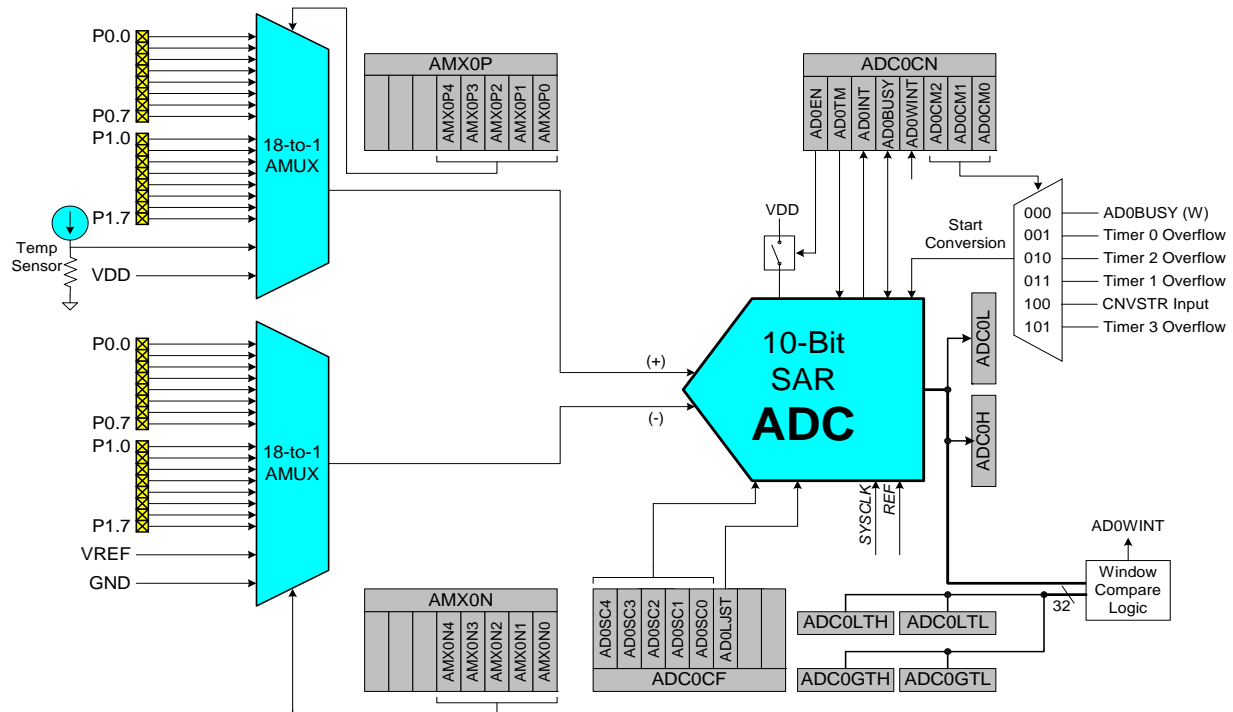 P0.0
P0.7
P1.0
P1.7
18-to-1
AMUX
Temp
Sensor
VDD
AMX0P
AMX0P4
AMX0P3
AMX0P2
AMX0P1
AMX0P0
ADC0CN
AD0EN
AD0TM
AD0INT
AD0BUSY
AD0WINT
AD0CM2
AD0CM1
AD0CM0
VDD
Start
Conversion
000
001
010
011
100
101
AD0BUSY (W)
Timer 0 Overflow
Timer 2 Overflow
Timer 1 Overflow
CNVSTR Input
Timer 3 Overflow
P0.0
P0.7
P1.0
P1.7
18-to-1
AMUX
VREF
GND
(+)
(-)
10-Bit
SAR
ADC
ADC0L
ADC0H
SYSCLK
REF
AMX0N
AMX0N4
AMX0N3
AMX0N2
AMX0N1
AMX0N0
AD0SC4
AD0SC3
AD0SC2
AD0SC1
AD0SC0
AD0LJST
ADC0CF
AD0WINT
Window
Compare
Logic
32
ADC0LTH
ADC0LTL
ADC0GTH
ADC0GTL